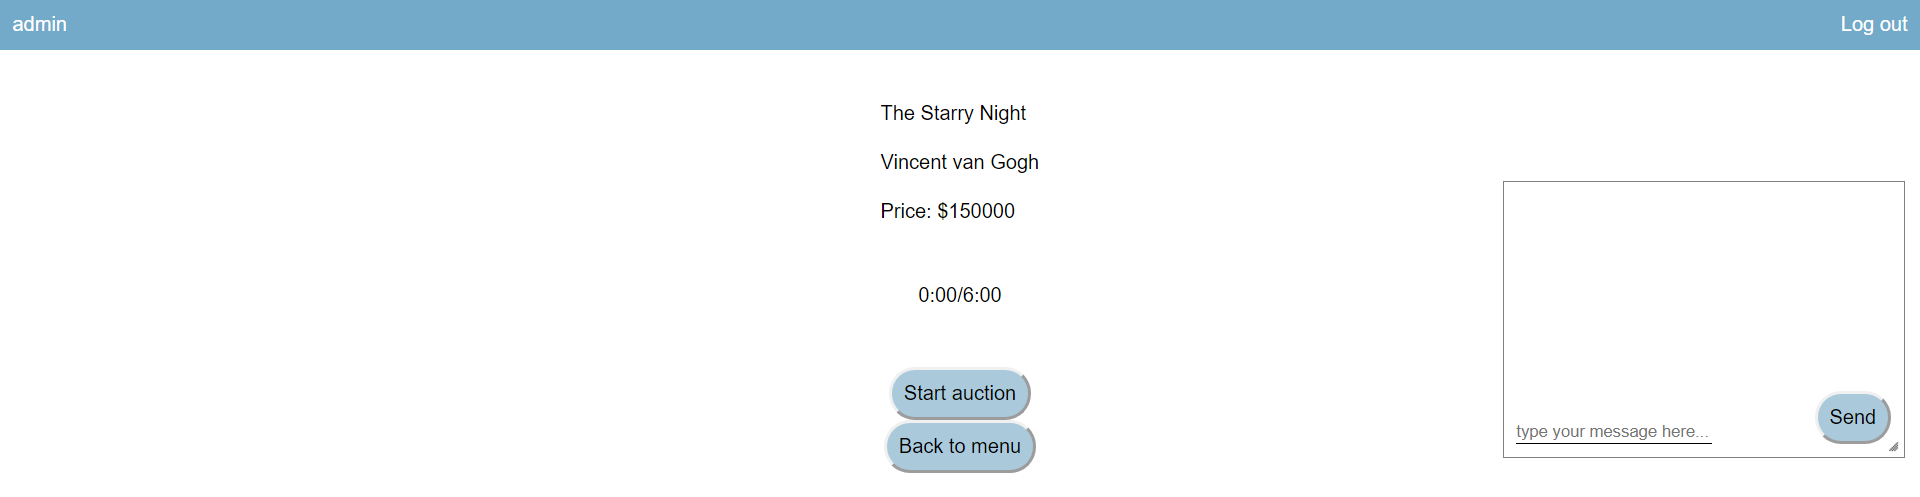 admin
Log out
The Starry Night
Vincent van Gogh
Price: $150000
0:00/6:00
Start auction
Back to menu
type your message here...
Send